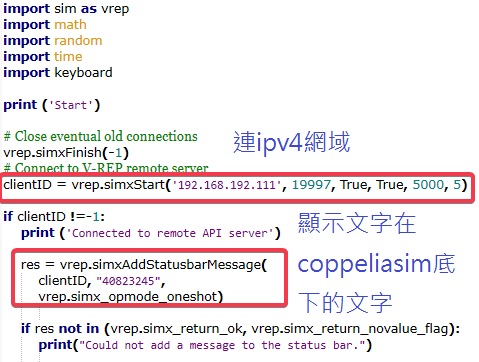 import sim as vrep
import math
import random
import time
import keyboard
print ('Start')
# Close eventual old connections
vrep.simxFinish(-1)
連ipv4網域
# Connect to V-REP remote server
clientID = vrep.simxStart('192.168.192.111', 19997, True, True, 5000, 5)
if clientID !=-1:
print ('Connected to remote API server')
顯示文字在
coppeliasim底
下的文字
res = vrep.simxAddStatusbarMessage(
clientID, "40823245",
vrep.simx_opmode_oneshot)
if res not in (vrep.simx_return_ok, vrep.simx_return_novalue_flag):
print("Could not add a message to the status bar.")